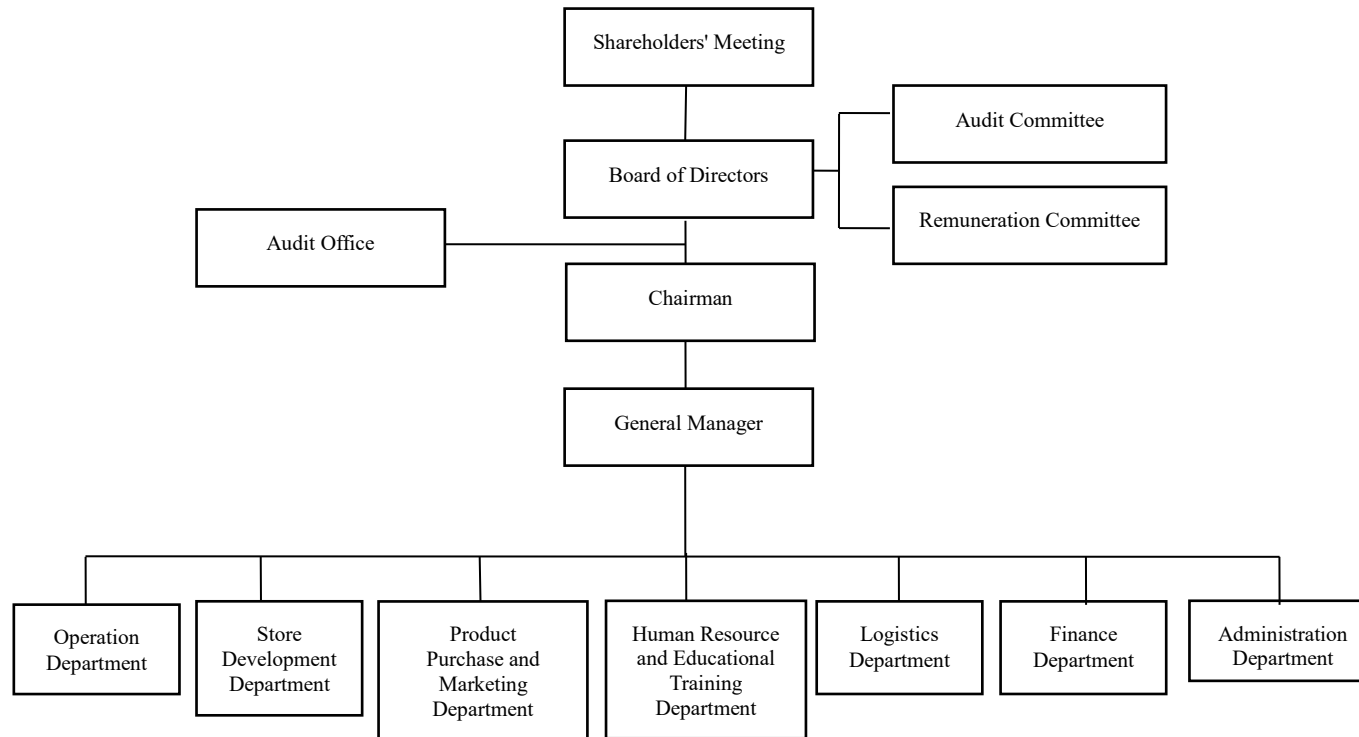 Shareholders' Meeting
Audit Committee
Board of Directors
Remuneration Committee
Audit Office
Chairman
General Manager
Operation
Department
Store
Development
Department
Product
Purchase and
Marketing
Department
Human Resource
and Educational
Training
Department
Logistics
Department
Finance
Department
Administration
Department